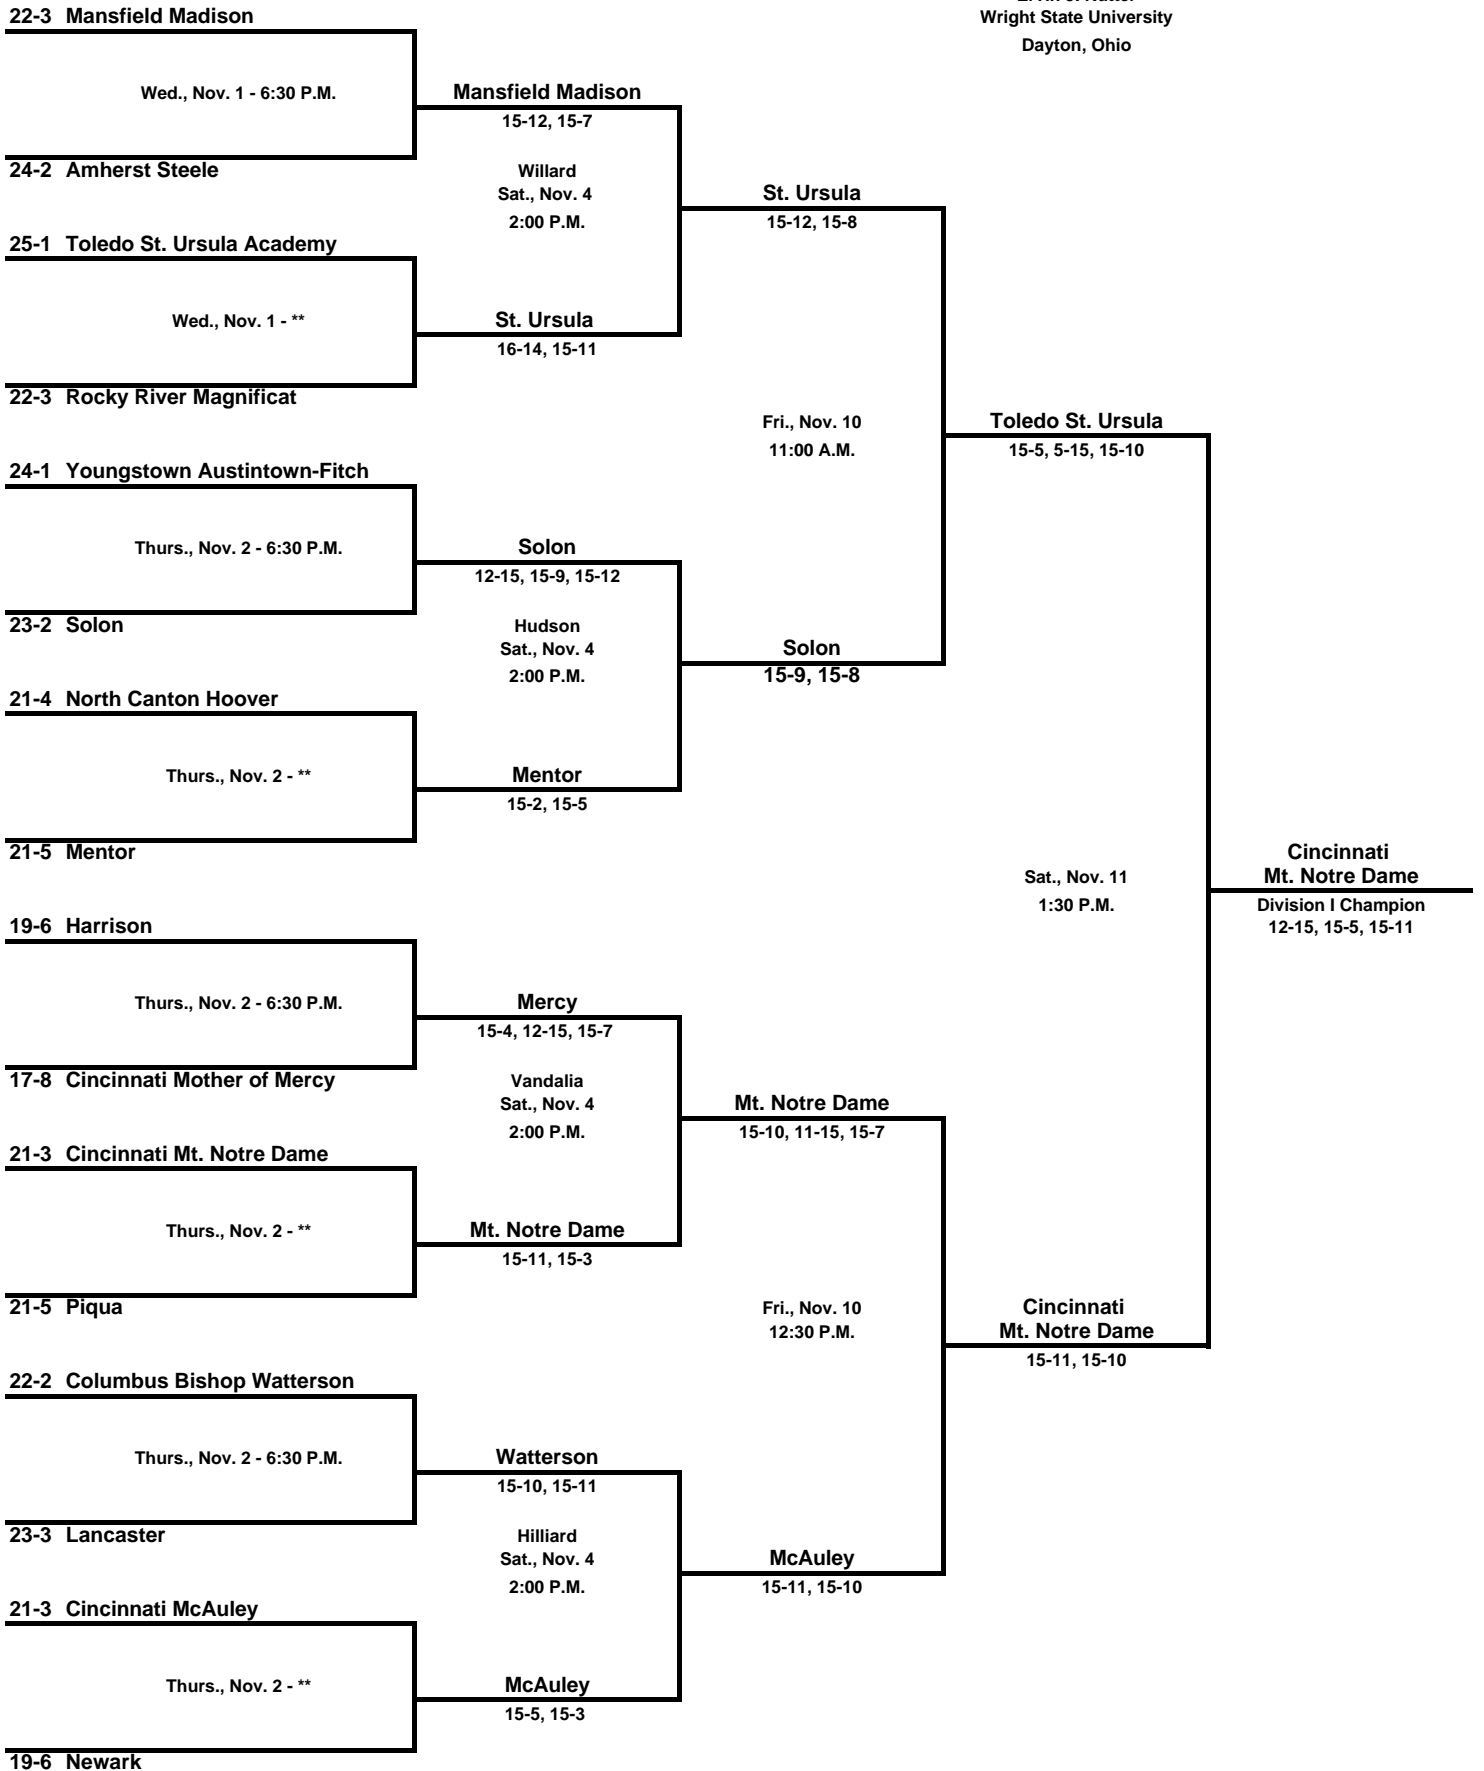 22-3 Mansfield Madison
Wright State University
Dayton, Ohio
Wed., Nov. 1 - 6:30 P.M.
Mansfield Madison
15-12, 15-7
24-2 Amherst Steele
Willard
Sat., Nov. 4
2:00 P.M.
St. Ursula
15-12, 15-8
25-1 Toledo St. Ursula Academy
Wed., Nov. 1 - **
St. Ursula
16-14, 15-11
22-3 Rocky River Magnificat
Fri., Nov. 10
11:00 A.M.
Toledo St. Ursula
15-5, 5-15, 15-10
24-1 Youngstown Austintown-Fitch
Thurs., Nov. 2 - 6:30 P.M.
Solon
12-15, 15-9, 15-12
23-2 Solon
Hudson
Sat., Nov. 4
2:00 P.M.
Solon
15-9, 15-8
21-4 North Canton Hoover
Thurs., Nov. 2 - **
Mentor
15-2, 15-5
21-5 Mentor
Sat., Nov. 11
1:30 P.M.
Cincinnati
Mt. Notre Dame
Division I Champion
12-15, 15-5, 15-11
19-6 Harrison
Thurs., Nov. 2 - 6:30 P.M.
Mercy
15-4, 12-15, 15-7
17-8 Cincinnati Mother of Mercy
Vandalia
Sat., Nov. 4
2:00 P.M.
Mt. Notre Dame
15-10, 11-15, 15-7
21-3 Cincinnati Mt. Notre Dame
Thurs., Nov. 2 - **
Mt. Notre Dame
15-11, 15-3
21-5 Piqua
Fri., Nov. 10
12:30 P.M.
Cincinnati
Mt. Notre Dame
15-11, 15-10
22-2 Columbus Bishop Watterson
Thurs., Nov. 2 - 6:30 P.M.
Watterson
15-10, 15-11
23-3 Lancaster
Hilliard
Sat., Nov. 4
2:00 P.M.
McAuley
15-11, 15-10
21-3 Cincinnati McAuley
Thurs., Nov. 2 - **
McAuley
15-5, 15-3
19-6 Newark